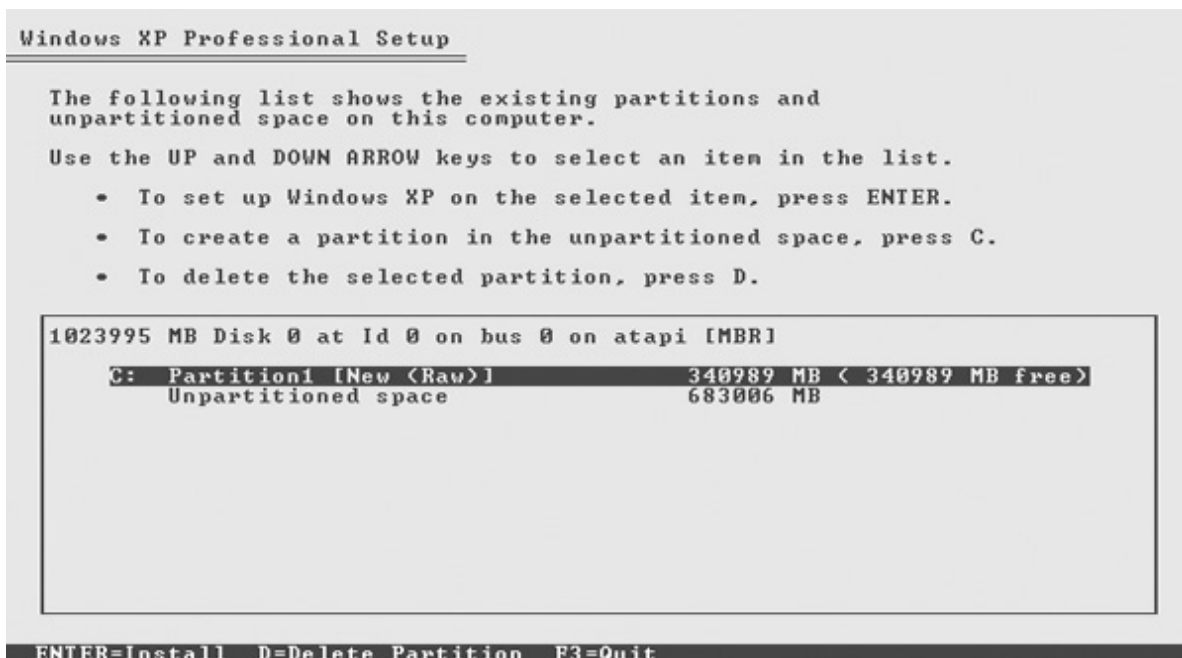 Windows XP Professional Setup
The following list shows the existing partitions and
unpartitioned space on this computer.
Use the UP and DOWN ARROW keys to select an item in the list.
• To set up Windows XP on the selected item, press ENTER.
• To create a partition in the unpartitioned space, press C.
• To delete the selected partition, press D.
1023995 MB Disk 0 at Id 0 on bus 0 on atapi [MBR]
C: Partition1 [New (Raw)] 340989 MB ( 340989 MB free)
Unpartitioned space 683006 MB
ENTER=Install D=Delete Partition F3=Quit